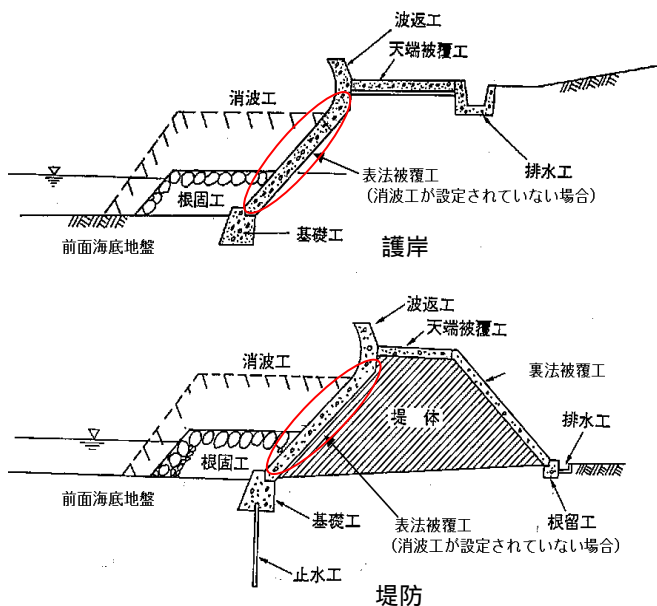 波返工
天端被覆工
消波工
排水工
表法被覆工
(消波工が設定されていない場合)
根固工
基礎工
護岸
前面海底地盤
波返工
天端被覆工
消波工
裏法被覆工
堤 体
排水工
根固工
前面海底地盤
基礎工
表法被覆工
(消波工が設定されていない場合)
根留工
止水工
堤防